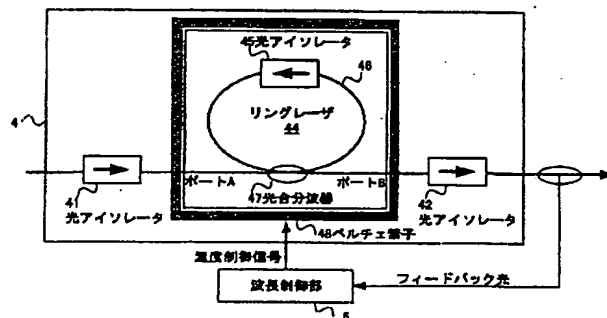 45光アイソレータ
46
リングレーザ
44
4
ポートA
ポートB
47光合分波器
41
光アイソレータ
42
光アイソレータ
48ペルチェ素子
温度制御信号
フィードバック光
波長制御部
5